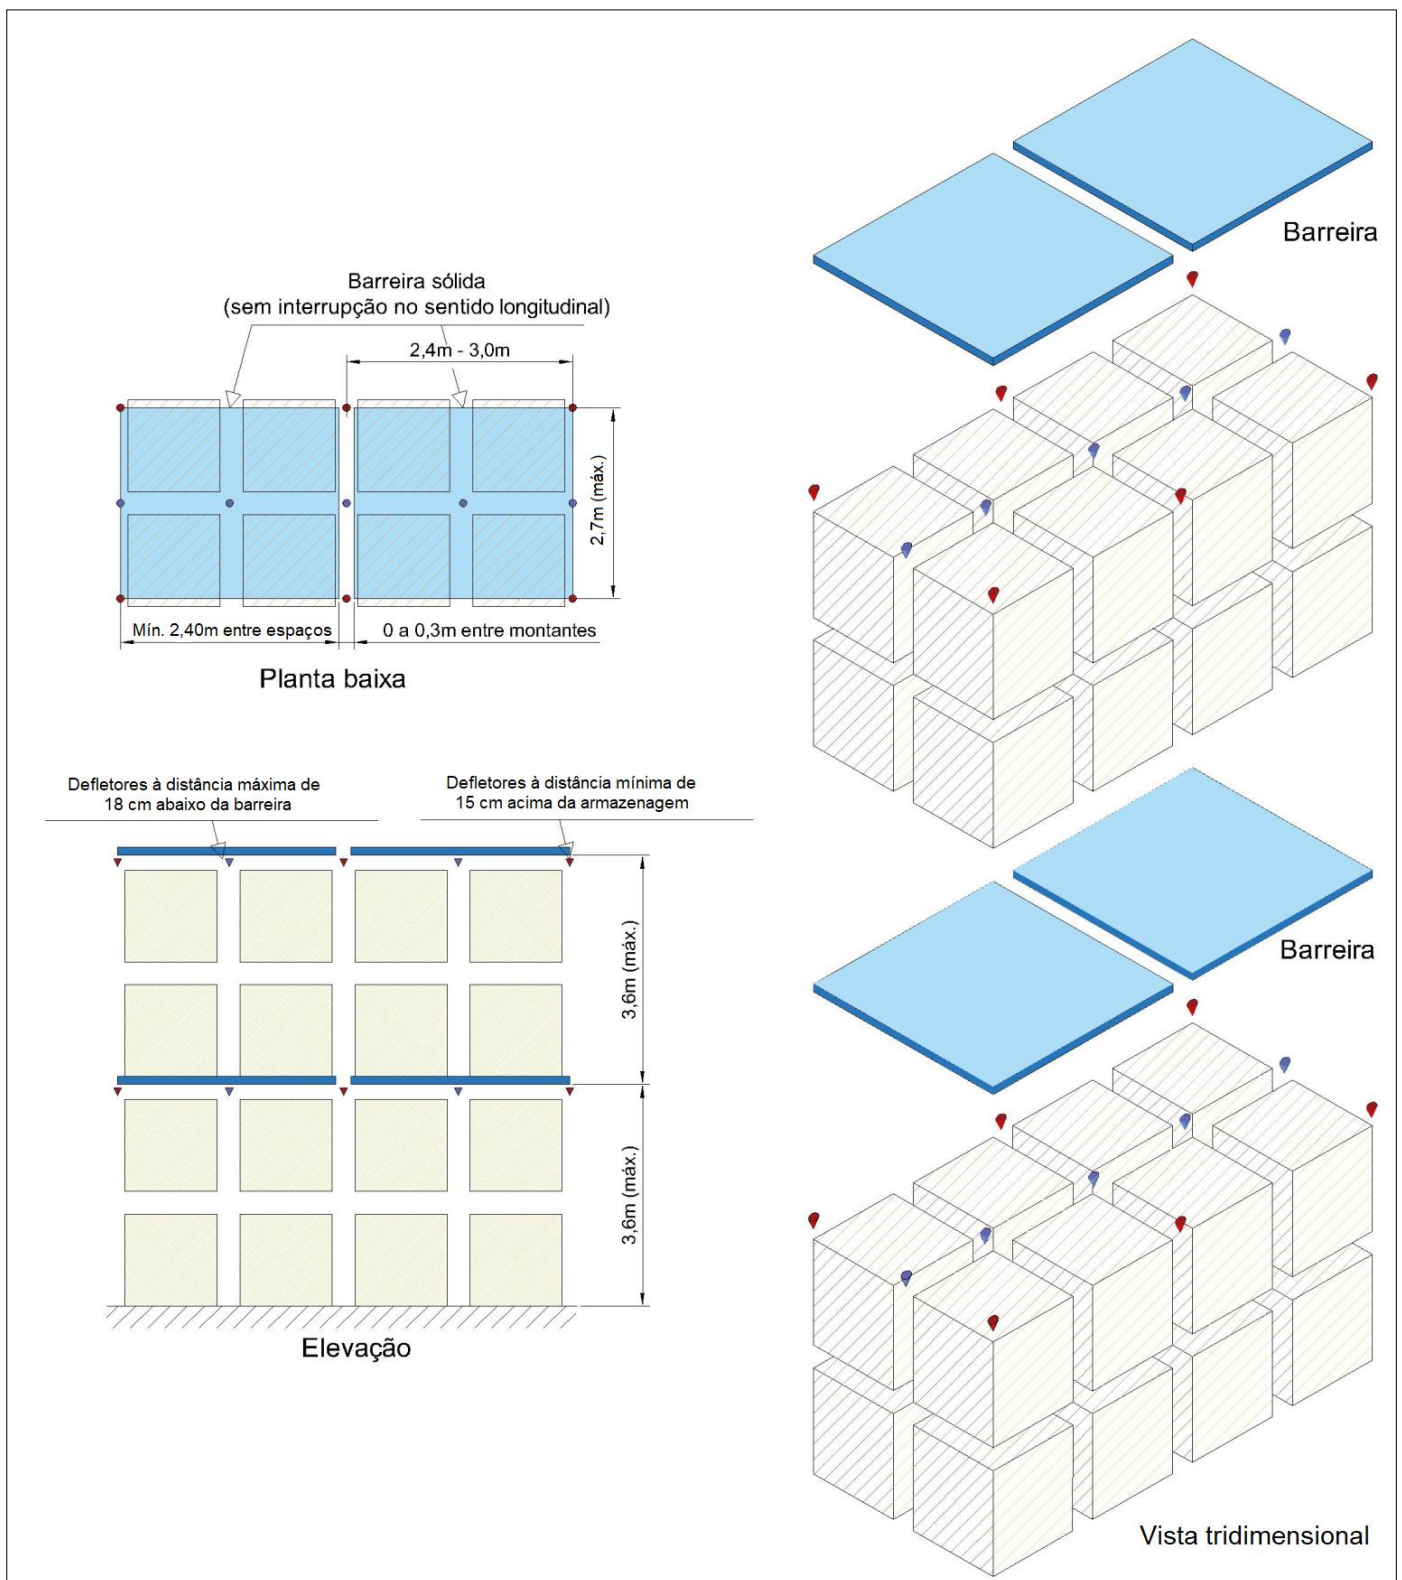 Barreira sólida
(sem interrupção no sentido longitudinal)
2,4m - 3,0m
2,7m (máx.)
Mín. 2,40m entre espaços
0 a 0,3m entre montantes
Planta baixa
Defletores à distância máxima de
18 cm abaixo da barreira
Defletores à distância mínima de
15 cm acima da armazenagem
3,6m (máx.)
3,6m (máx.)
Elevação
Barreira
Barreira
Vista tridimensional